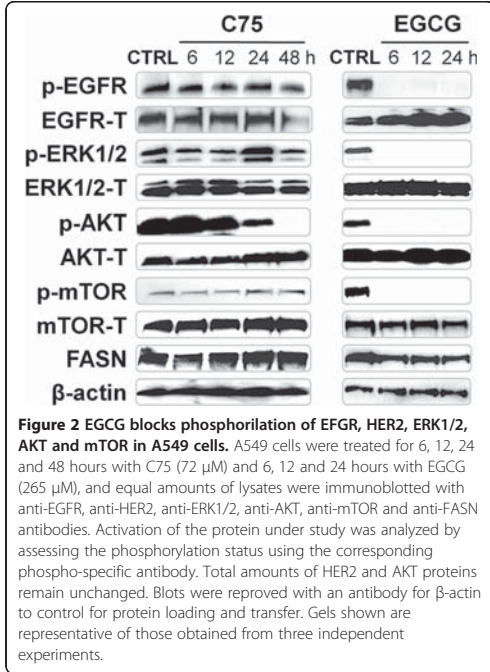 C75 EGCG
CTRL 6 12 24 48 h CTRL 6 12 24 h
p-EGFR
EGFR-T
p-ERK1/2
ERK1/2-T
p-AKT
AKT-T
p-mTOR
mTOR-T
FASN
β-actin
Figure 2 EGCG blocks phosphorilation of EFGR, HER2, ERK1/2,
AKT and mTOR in A549 cells. A549 cells were treated for 6, 12, 24
and 48 hours with C75 (72 μM) and 6, 12 and 24 hours with EGCG
(265 μM), and equal amounts of lysates were immunoblotted with
anti-EGFR, anti-HER2, anti-ERK1/2, anti-AKT, anti-mTOR and anti-FASN
antibodies. Activation of the protein under study was analyzed by
assessing the phosphorylation status using the corresponding
phospho-specific antibody. Total amounts of HER2 and AKT proteins
remain unchanged. Blots were reproved with an antibody for β-actin
to control for protein loading and transfer. Gels shown are
representative of those obtained from three independent
experiments.